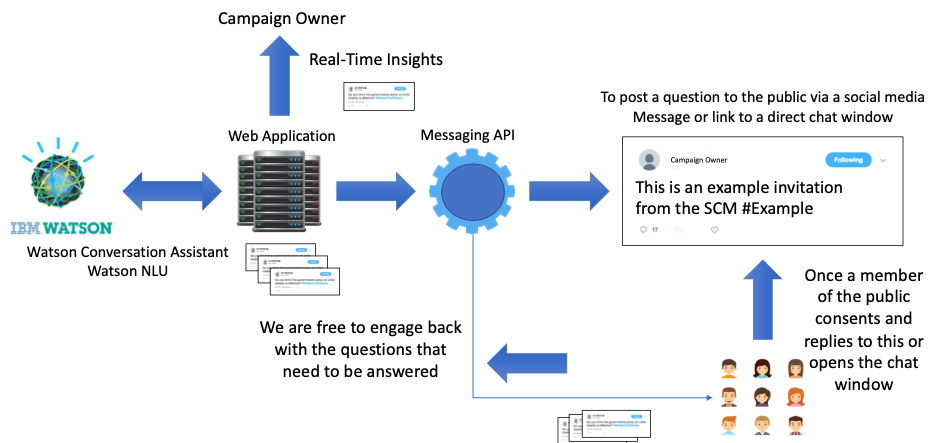 Campaign Owner
Real-Time Insights
To post a question to the public via a social media
Message or link to a direct chat window
Web Application
Messaging API
Campaign Owner
Following
This is an example invitation
from the SCM #Example
17
IBM WATSON
Watson Conversation Assistant
Watson NLU
Once a member
of the public
consents and
replies to this or
opens the chat
window
We are free to engage back
with the questions that
need to be answered